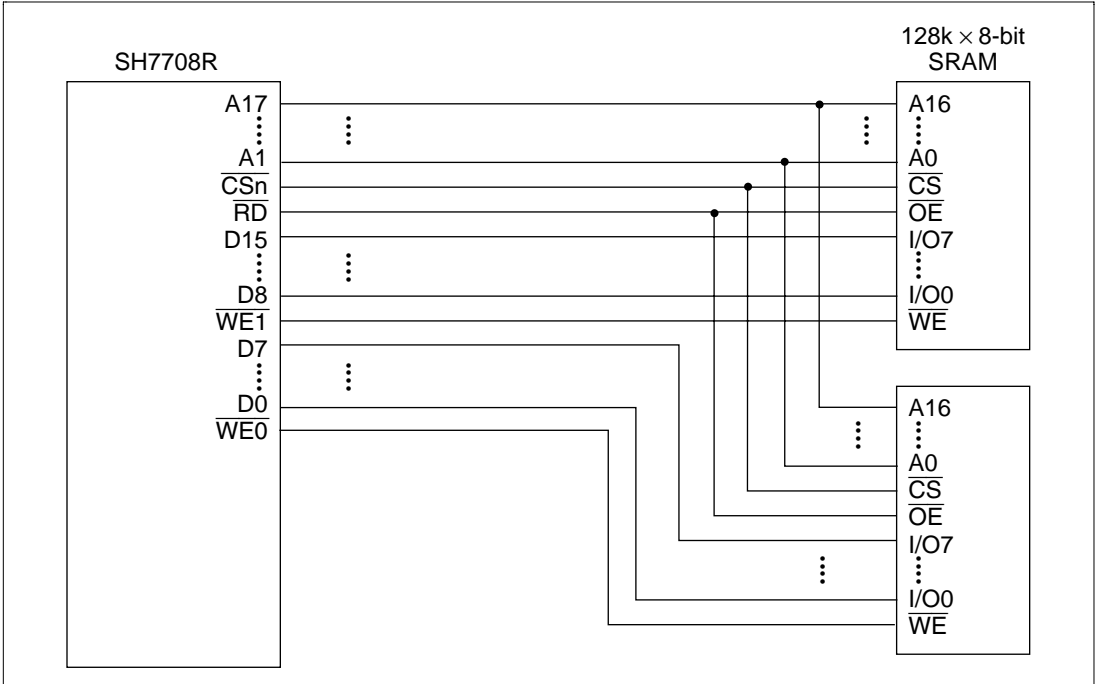 SH7708R
A17
A1
CSn
RD
D15
D8
WE1
D7
D0
WE0
128k × 8-bit
SRAM
A16
A0
CS
OE
I/O7
I/O0
WE
A16
A0
CS
OE
I/O7
I/O0
WE